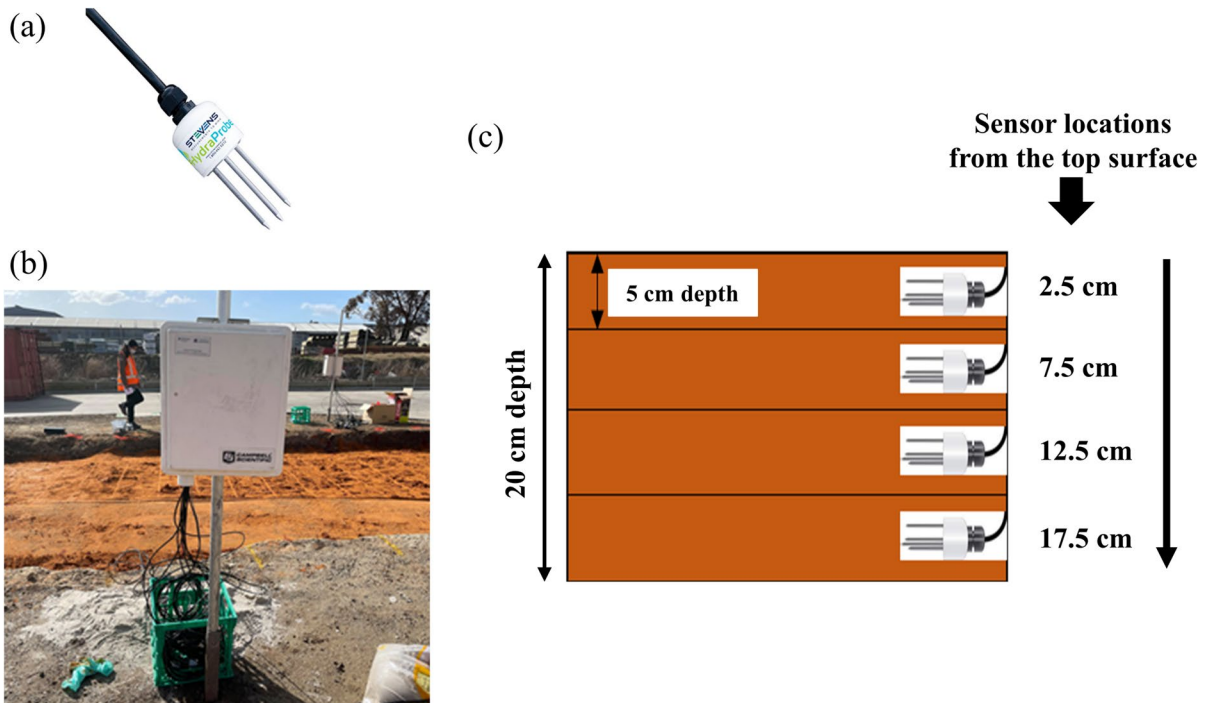 (a)
STEVENS
HydraProbe
(b)
CAMPBELL
SCIENTIFIC
(c)
Sensor locations
from the top surface
20 cm depth
5 cm depth
2.5 cm
7.5 cm
12.5 cm
17.5 cm